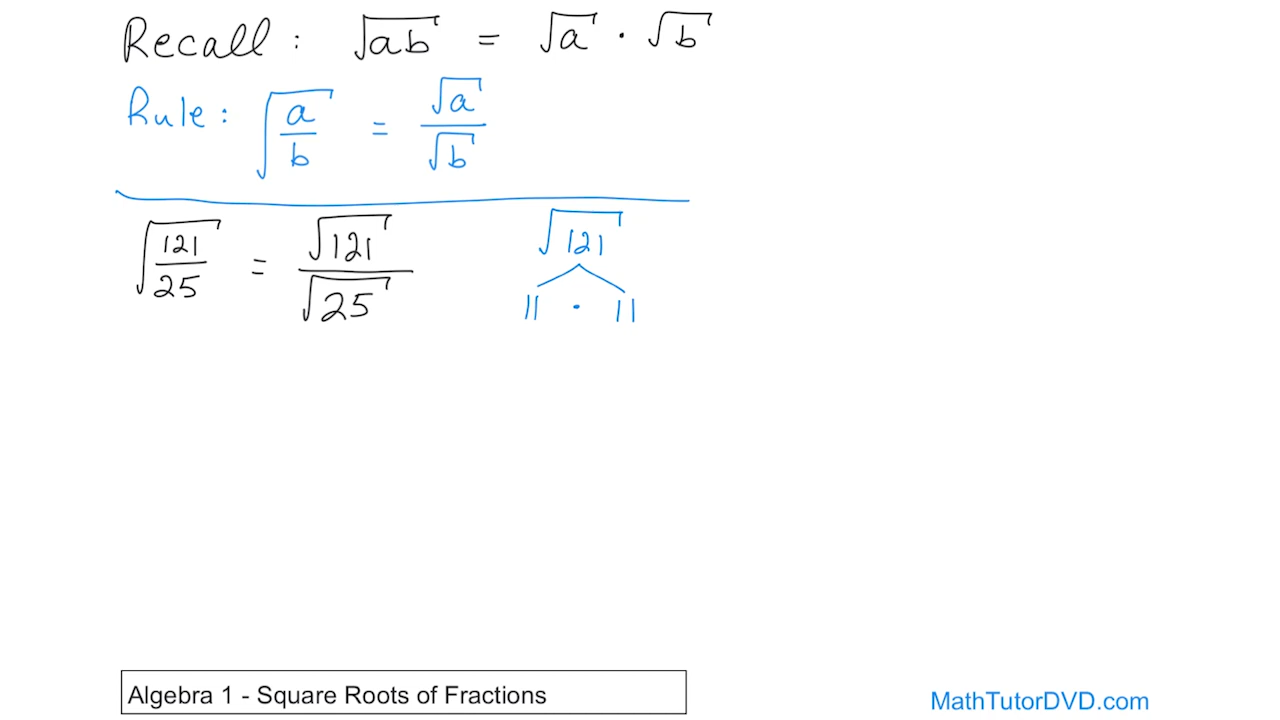 Recall: √ab = √a · √b
Rule: √(a/b) = √a/√b
√(121/25) = √121/√25
√121
11 · 11
Algebra 1 - Square Roots of Fractions
MathTutorDVD.com